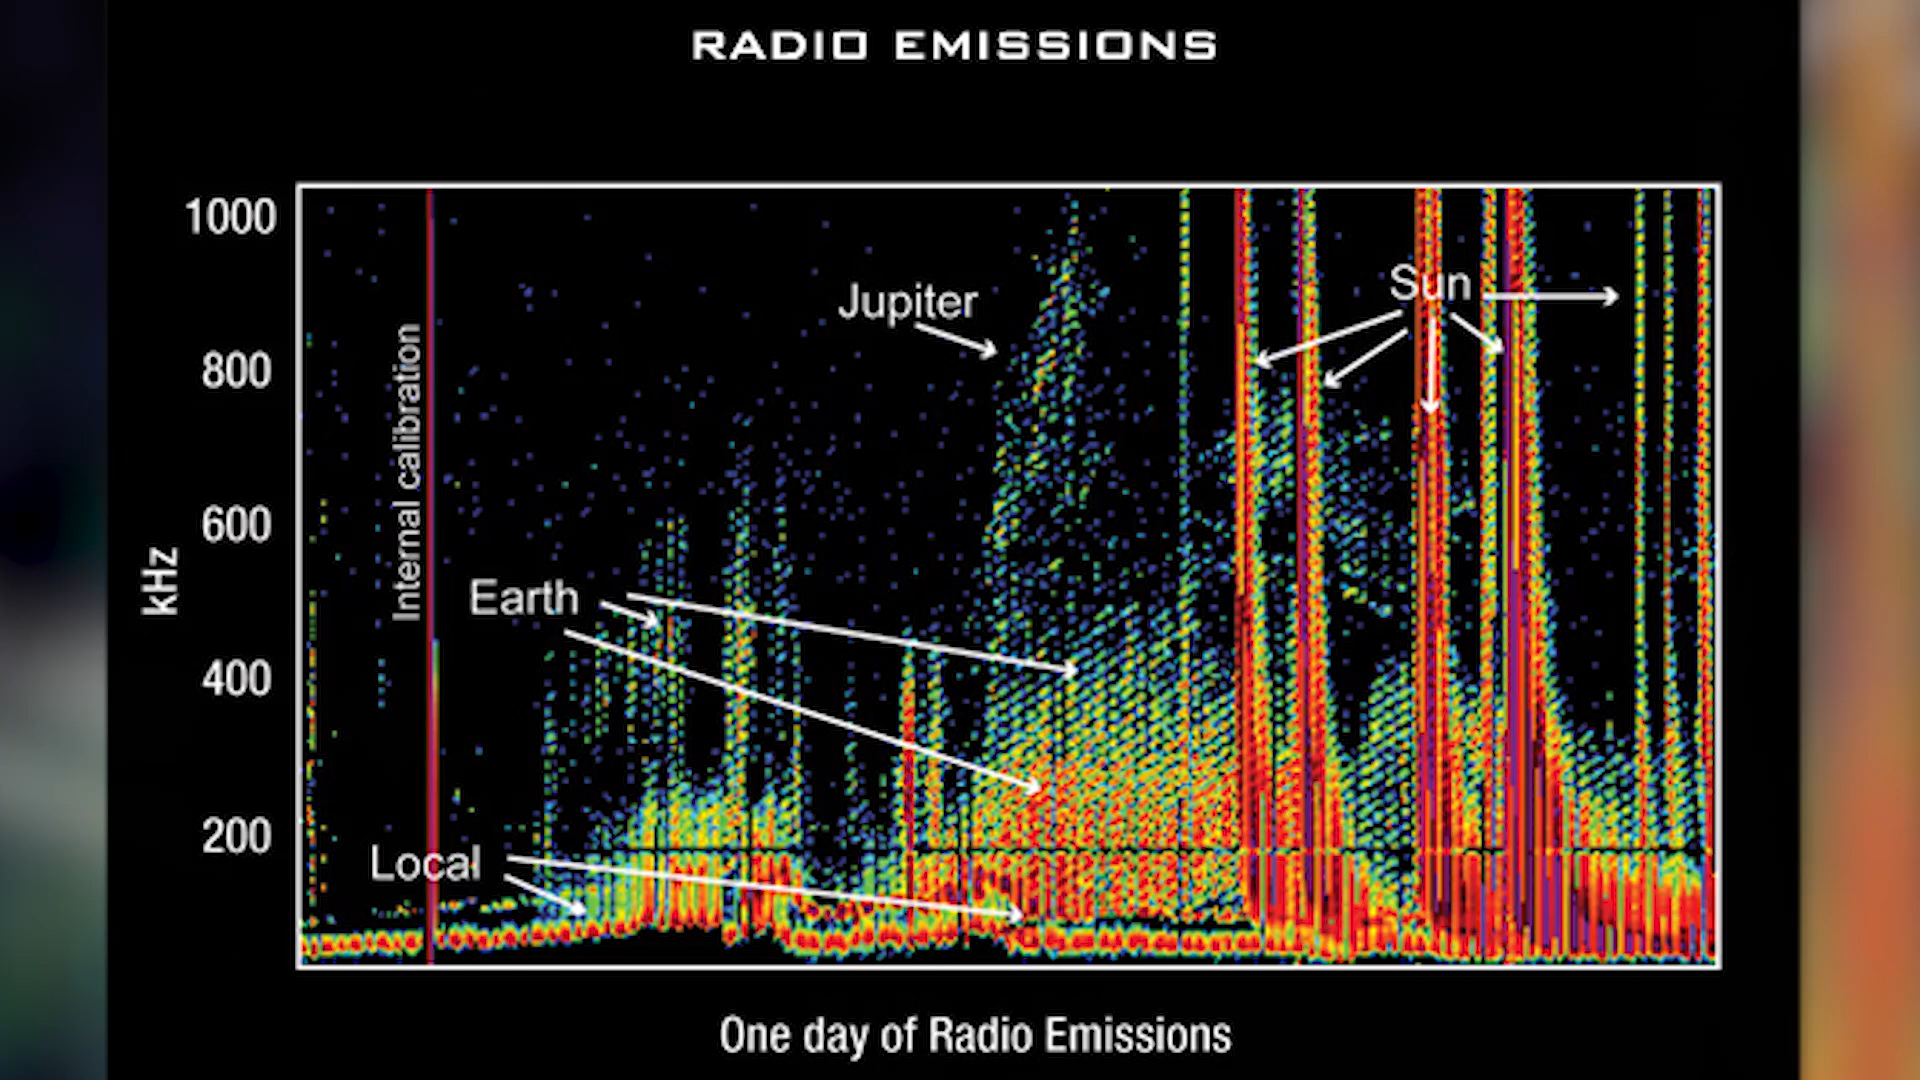 RADIO EMISSIONS
1000
800
600
400
200
kHz
Internal calibration
Jupiter
Sun
Earth
Local
One day of Radio Emissions